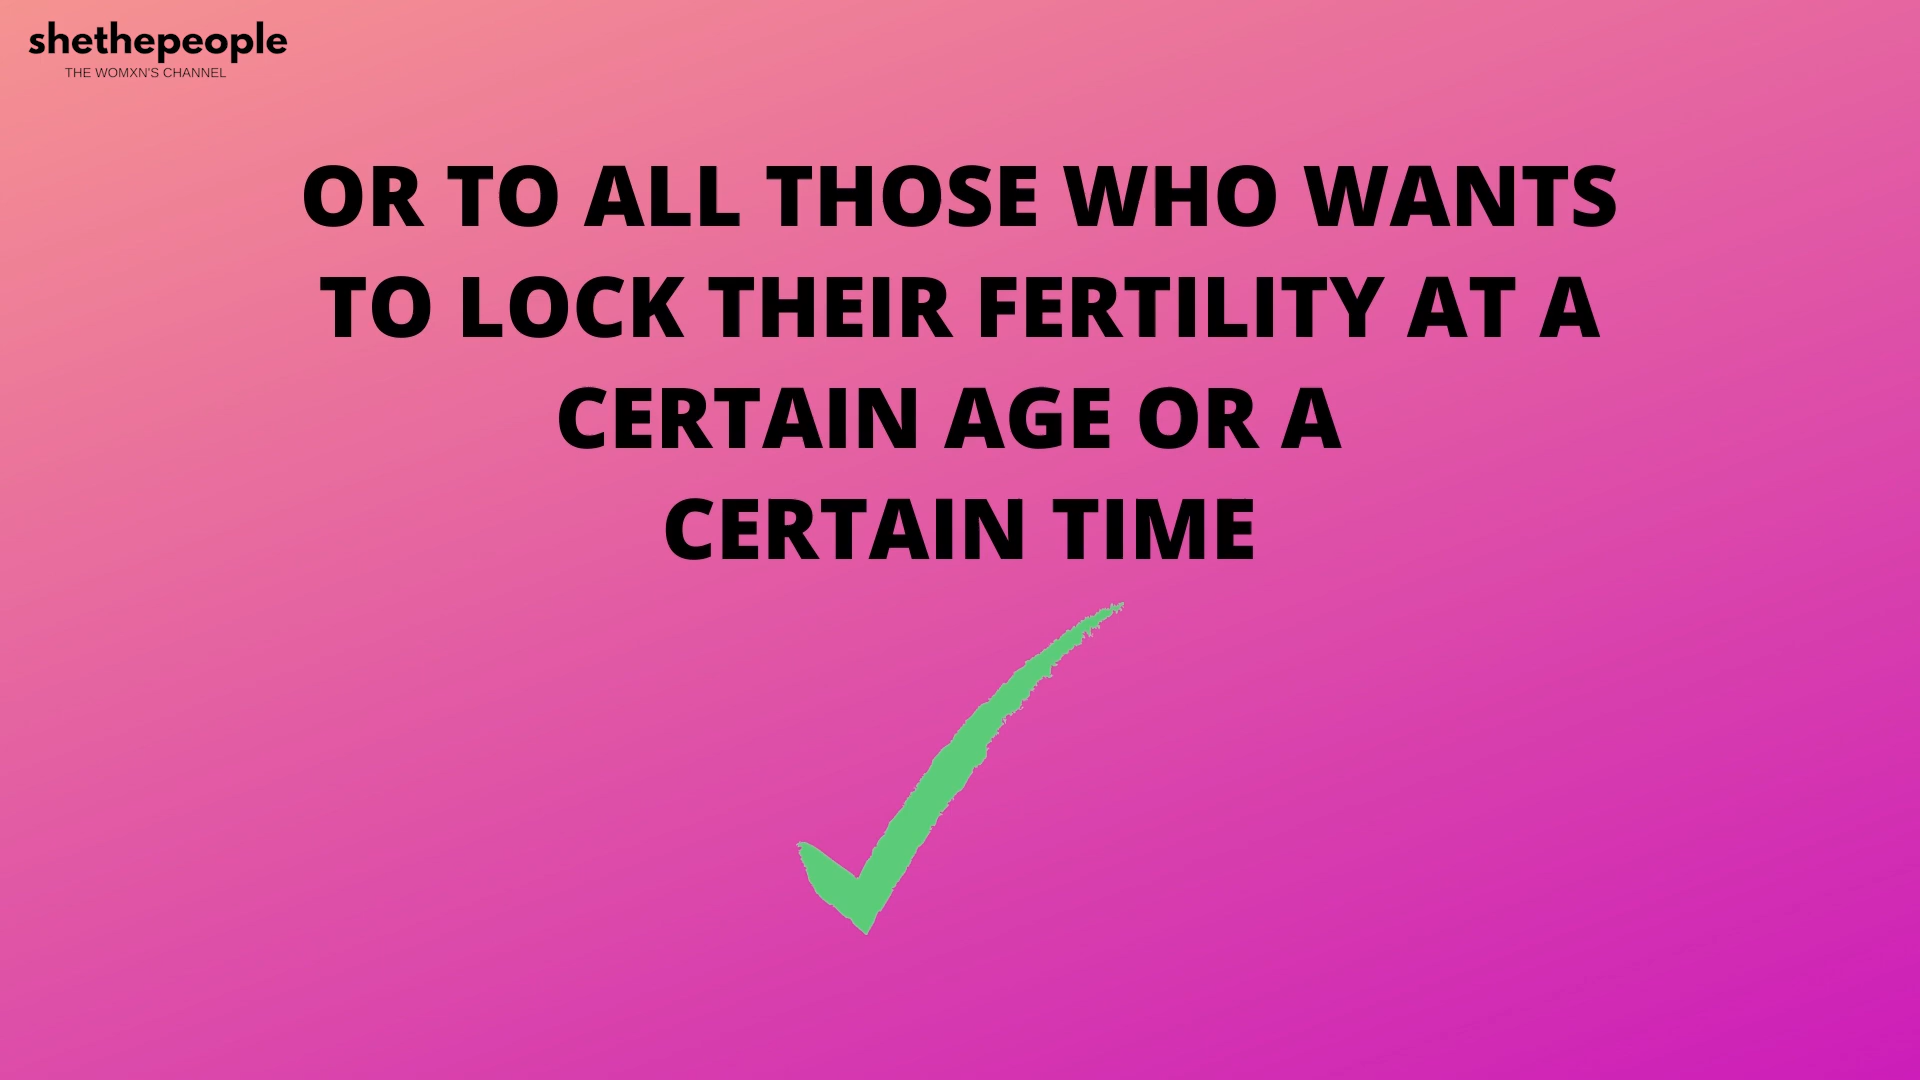 shethepeople
THE WOMXN'S CHANNEL
OR TO ALL THOSE WHO WANTS
TO LOCK THEIR FERTILITY AT A
CERTAIN AGE OR A
CERTAIN TIME